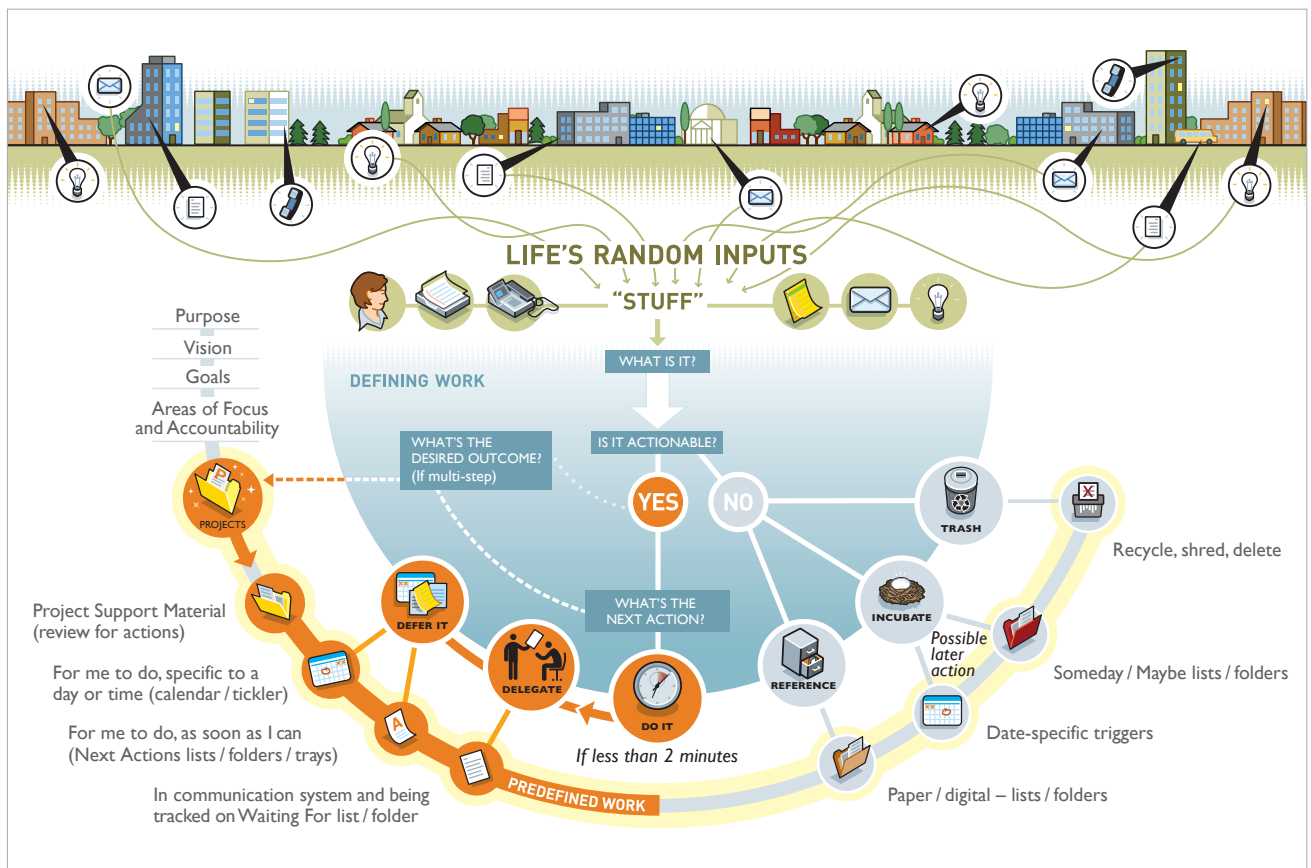 LIFE'S RANDOM INPUTS
“STUFF”
Purpose
Vision
Goals
Areas of Focus
and Accountability
WHAT IS IT?
DEFINING WORK
IS IT ACTIONABLE?
WHAT'S THE
DESIRED OUTCOME?
(If multi-step)
YES
NO
P
PROJECTS
TRASH
X
Recycle, shred, delete
Project Support Material
(review for actions)
DEFER IT
WHAT'S THE
NEXT ACTION?
INCUBATE
Possible
later
action
Someday / Maybe lists / folders
For me to do, specific to a
day or time (calendar / tickler)
DELEGATE
DO IT
REFERENCE
If less than 2 minutes
Date-specific triggers
For me to do, as soon as I can
(Next Actions lists / folders / trays)
A
In communication system and being
tracked on Waiting For list / folder
PREDEFINED WORK
Paper / digital – lists / folders